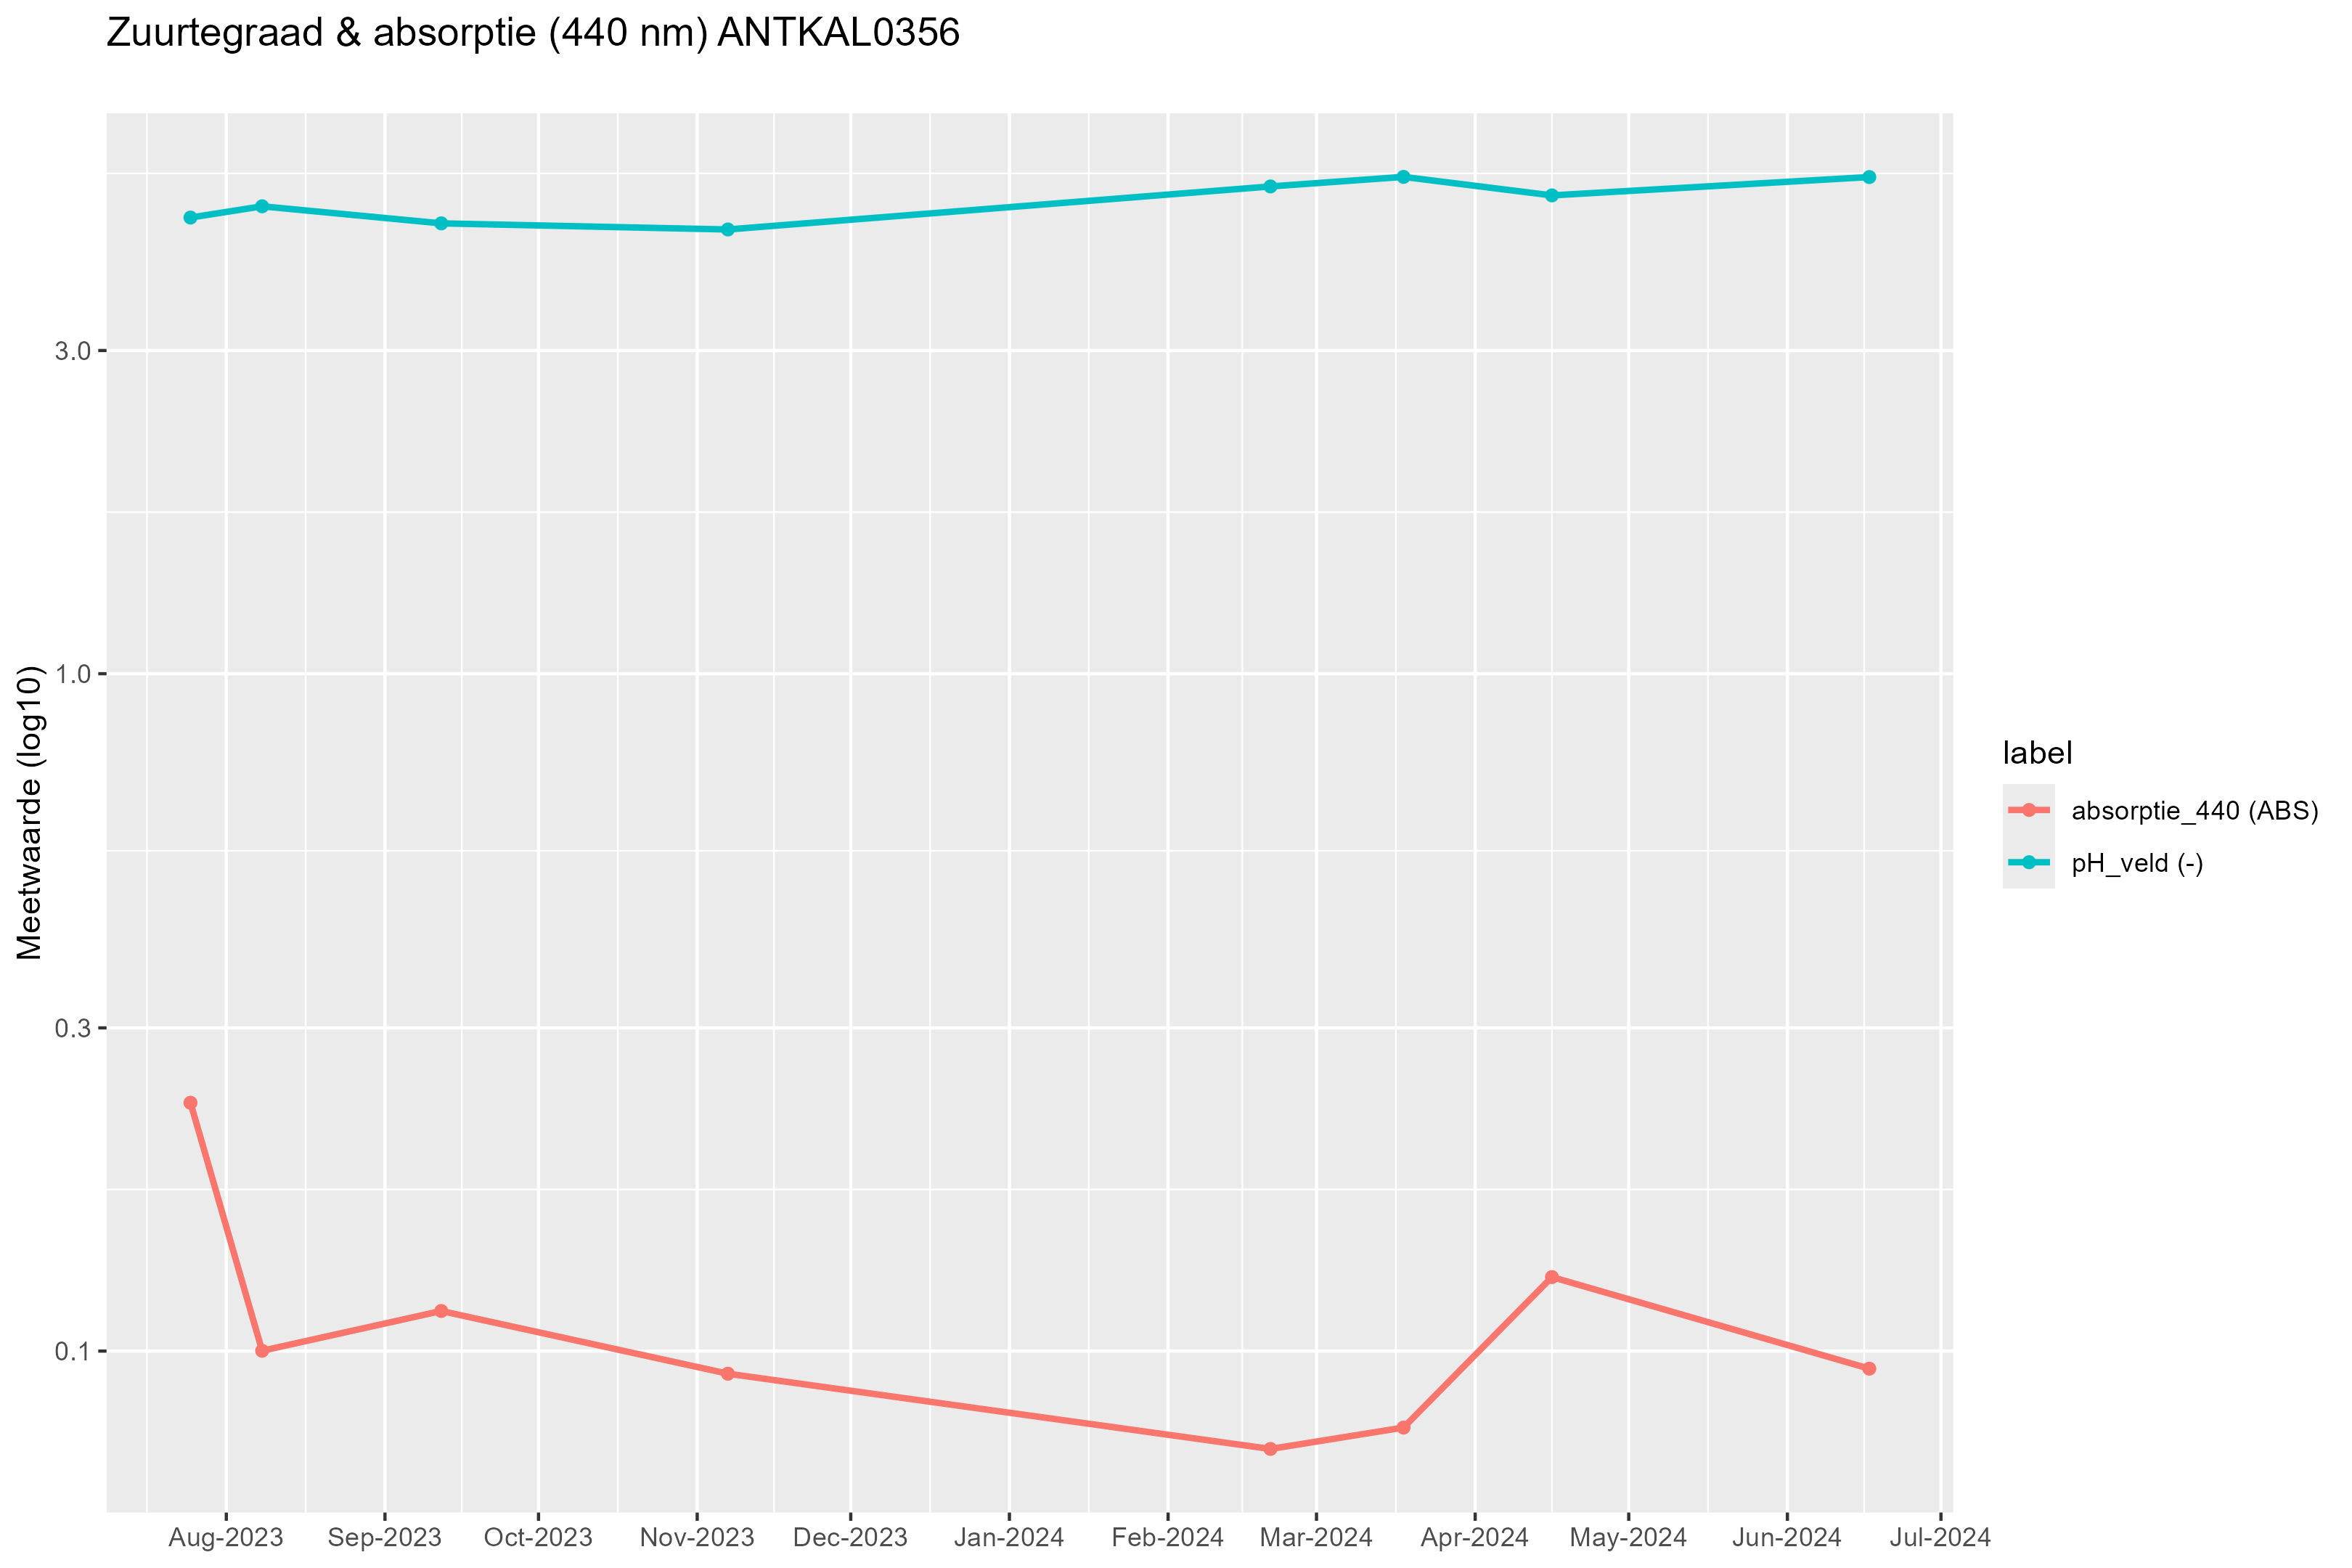 Zuurtegraad & absorptie (440 nm) ANTKAL0356
Meetwaarde (log10)
3.0
1.0
0.3
0.1
Aug-2023 Sep-2023 Oct-2023 Nov-2023 Dec-2023 Jan-2024 Feb-2024 Mar-2024 Apr-2024 May-2024 Jun-2024 Jul-2024
label
absorptie_440 (ABS)
pH_veld (-)